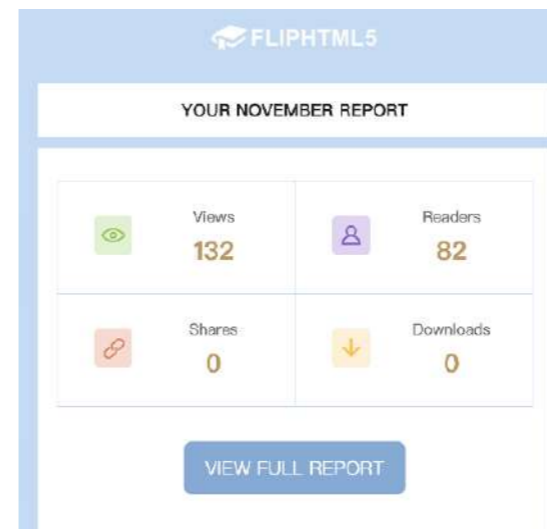 FLIPHTML5
YOUR NOVEMBER REPORT
Views
132
Readers
82
Shares
0
Downloads
0
VIEW FULL REPORT